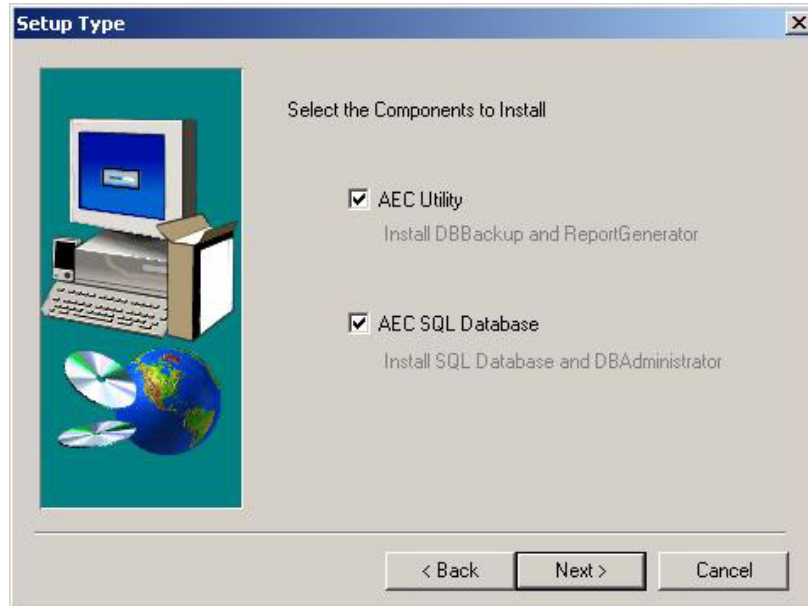 Setup Type
Select the Components to Install
AEC Utility
Install DBBackup and ReportGenerator
AEC SQL Database
Install SQL Database and DBAdministrator
< Back
Next >
Cancel